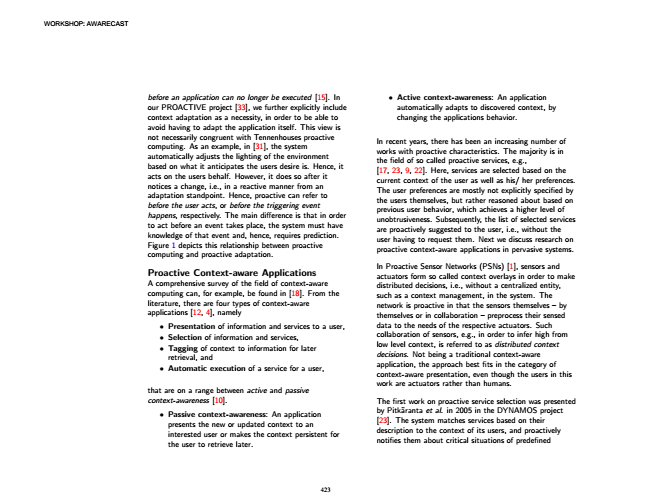 WORKSHOP: AWARECAST
before an application can no longer be executed [15]. In
our PROACTIVE project [33], we further explicitly include
context adaptation as a necessity, in order to be able to
avoid having to adapt the application itself. This view is
not necessarily congruent with Tennenhouses proactive
computing. As an example, in [31], the system
automatically adjusts the lighting of the environment
based on what it anticipates the users desire is. Hence, it
acts on the users behalf. However, it does so after it
notices a change, i.e., in a reactive manner from an
adaptation standpoint. Hence, proactive can refer to
before the user acts, or before the triggering event
happens, respectively. The main difference is that in order
to act before an event takes place, the system must have
knowledge of that event and, hence, requires prediction.
Figure 1 depicts this relationship between proactive
computing and proactive adaptation.
Proactive Context-aware Applications
A comprehensive survey of the field of context-aware
computing can, for example, be found in [18]. From the
literature, there are four types of context-aware
applications [12, 4], namely
• Presentation of information and services to a user,
• Selection of information and services,
• Tagging of context to information for later
retrieval, and
• Automatic execution of a service for a user,
that are on a range between active and passive
context-awareness [10].
• Passive context-awareness: An application
presents the new or updated context to an
interested user or makes the context persistent for
the user to retrieve later.
• Active context-awareness: An application
automatically adapts to discovered context, by
changing the applications behavior.
In recent years, there has been an increasing number of
works with proactive characteristics. The majority is in
the field of so called proactive services, e.g.,
[17, 23, 9, 22]. Here, services are selected based on the
current context of the user as well as his/ her preferences.
The user preferences are mostly not explicitly specified by
the users themselves, but rather reasoned about based on
previous user behavior, which achieves a higher level of
unobtrusiveness. Subsequently, the list of selected services
are proactively suggested to the user, i.e., without the
user having to request them. Next we discuss research on
proactive context-aware applications in pervasive systems.
In Proactive Sensor Networks (PSNs) [1], sensors and
actuators form so called context overlays in order to make
distributed decisions, i.e., without a centralized entity,
such as a context management, in the system. The
network is proactive in that the sensors themselves – by
themselves or in collaboration – preprocess their sensed
data to the needs of the respective actuators. Such
collaboration of sensors, e.g., in order to infer high from
low level context, is referred to as distributed context
decisions. Not being a traditional context-aware
application, the approach best fits in the category of
context-aware presentation, even though the users in this
work are actuators rather than humans.
The first work on proactive service selection was presented
by Pitkäranta et al. in 2005 in the DYNAMOS project
[23]. The system matches services based on their
description to the context of its users, and proactively
notifies them about critical situations of predefined
423